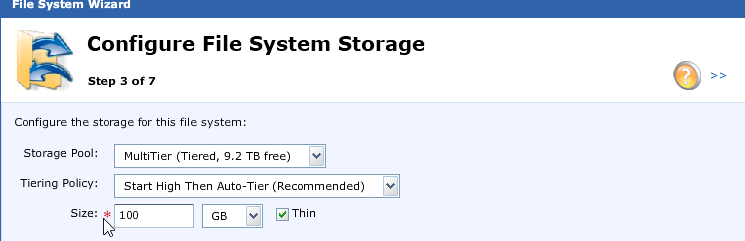 File System Wizard
Configure File System Storage
Step 3 of 7
? >>
Configure the storage for this file system:
Storage Pool: MultiTier (Tiered, 9.2 TB free)
Tiering Policy: Start High Then Auto-Tier (Recommended)
Size: * 100 GB Thin